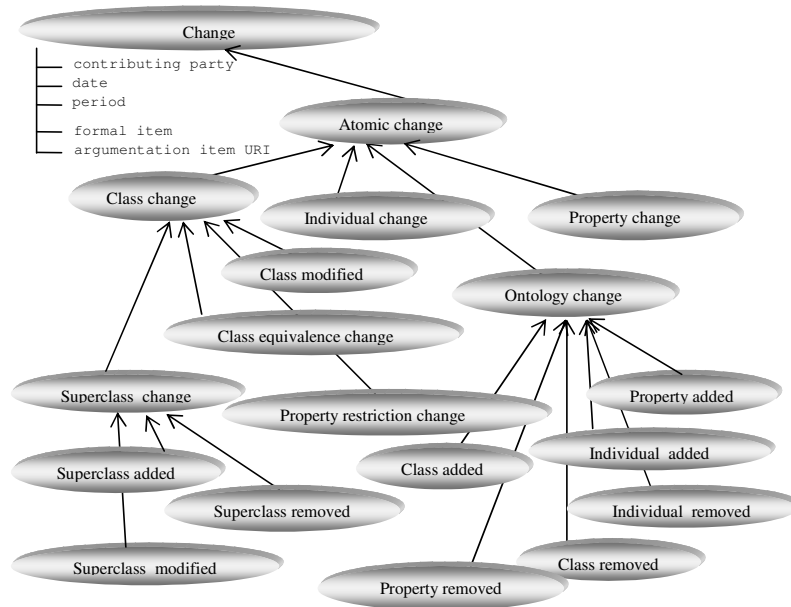 Change
contributing party
date
period
formal item
argumentation item URI
Atomic change
Class change
Individual change
Property change
Class modified
Ontology change
Class equivalence change
Superclass change
Property restriction change
Property added
Superclass added
Class added
Individual added
Superclass removed
Individual removed
Superclass modified
Class removed
Property removed